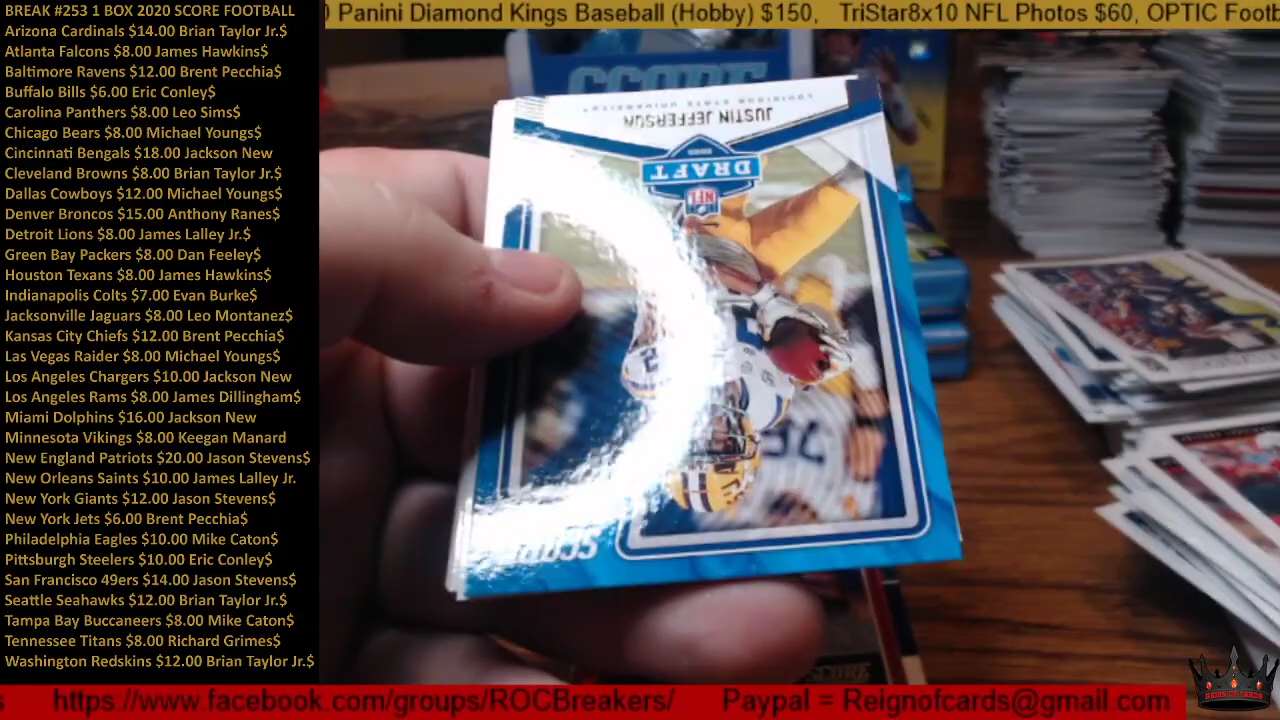 BREAK #253 1 BOX 2020 SCORE FOOTBALL
Arizona Cardinals $14.00 Brian Taylor Jr.$
Atlanta Falcons $8.00 James Hawkins$
Baltimore Ravens $12.00 Brent Pecchia$
Buffalo Bills $6.00 Eric Conley$
Carolina Panthers $8.00 Leo Sims$
Chicago Bears $8.00 Michael Youngs$
Cincinnati Bengals $18.00 Jackson New
Cleveland Browns $8.00 Brian Taylor Jr.$
Dallas Cowboys $12.00 Michael Youngs$
Denver Broncos $15.00 Anthony Ranes$
Detroit Lions $8.00 James Lalley Jr.$
Green Bay Packers $8.00 Dan Feeley$
Houston Texans $8.00 James Hawkins$
Indianapolis Colts $7.00 Evan Burke$
Jacksonville Jaguars $8.00 Leo Montanez$
Kansas City Chiefs $12.00 Brent Pecchia$
Las Vegas Raider $8.00 Michael Youngs$
Los Angeles Chargers $10.00 Jackson New
Los Angeles Rams $8.00 James Dillingham$
Miami Dolphins $16.00 Jackson New
Minnesota Vikings $8.00 Keegan Manard
New England Patriots $20.00 Jason Stevens$
New Orleans Saints $10.00 James Lalley Jr.
New York Giants $12.00 Jason Stevens$
New York Jets $6.00 Brent Pecchia$
Philadelphia Eagles $10.00 Mike Caton$
Pittsburgh Steelers $10.00 Eric Conley$
San Francisco 49ers $14.00 Jason Stevens$
Seattle Seahawks $12.00 Brian Taylor Jr.$
Tampa Bay Buccaneers $8.00 Mike Caton$
Tennessee Titans $8.00 Richard Grimes$
Washington Redskins $12.00 Brian Taylor Jr.$
) Panini Diamond Kings Baseball (Hobby) $150, TriStar8x10 NFL Photos $60, OPTIC Footb
SCORE
LOUISIANA STATE UNIVERSITY
JUSTIN JEFFERSON
2020
DRAFT
NFL
SCORE
s https://www.facebook.com/groups/ROCBreakers/ Paypal = Reignofcards@gmail.com
REIGN OF CARDS